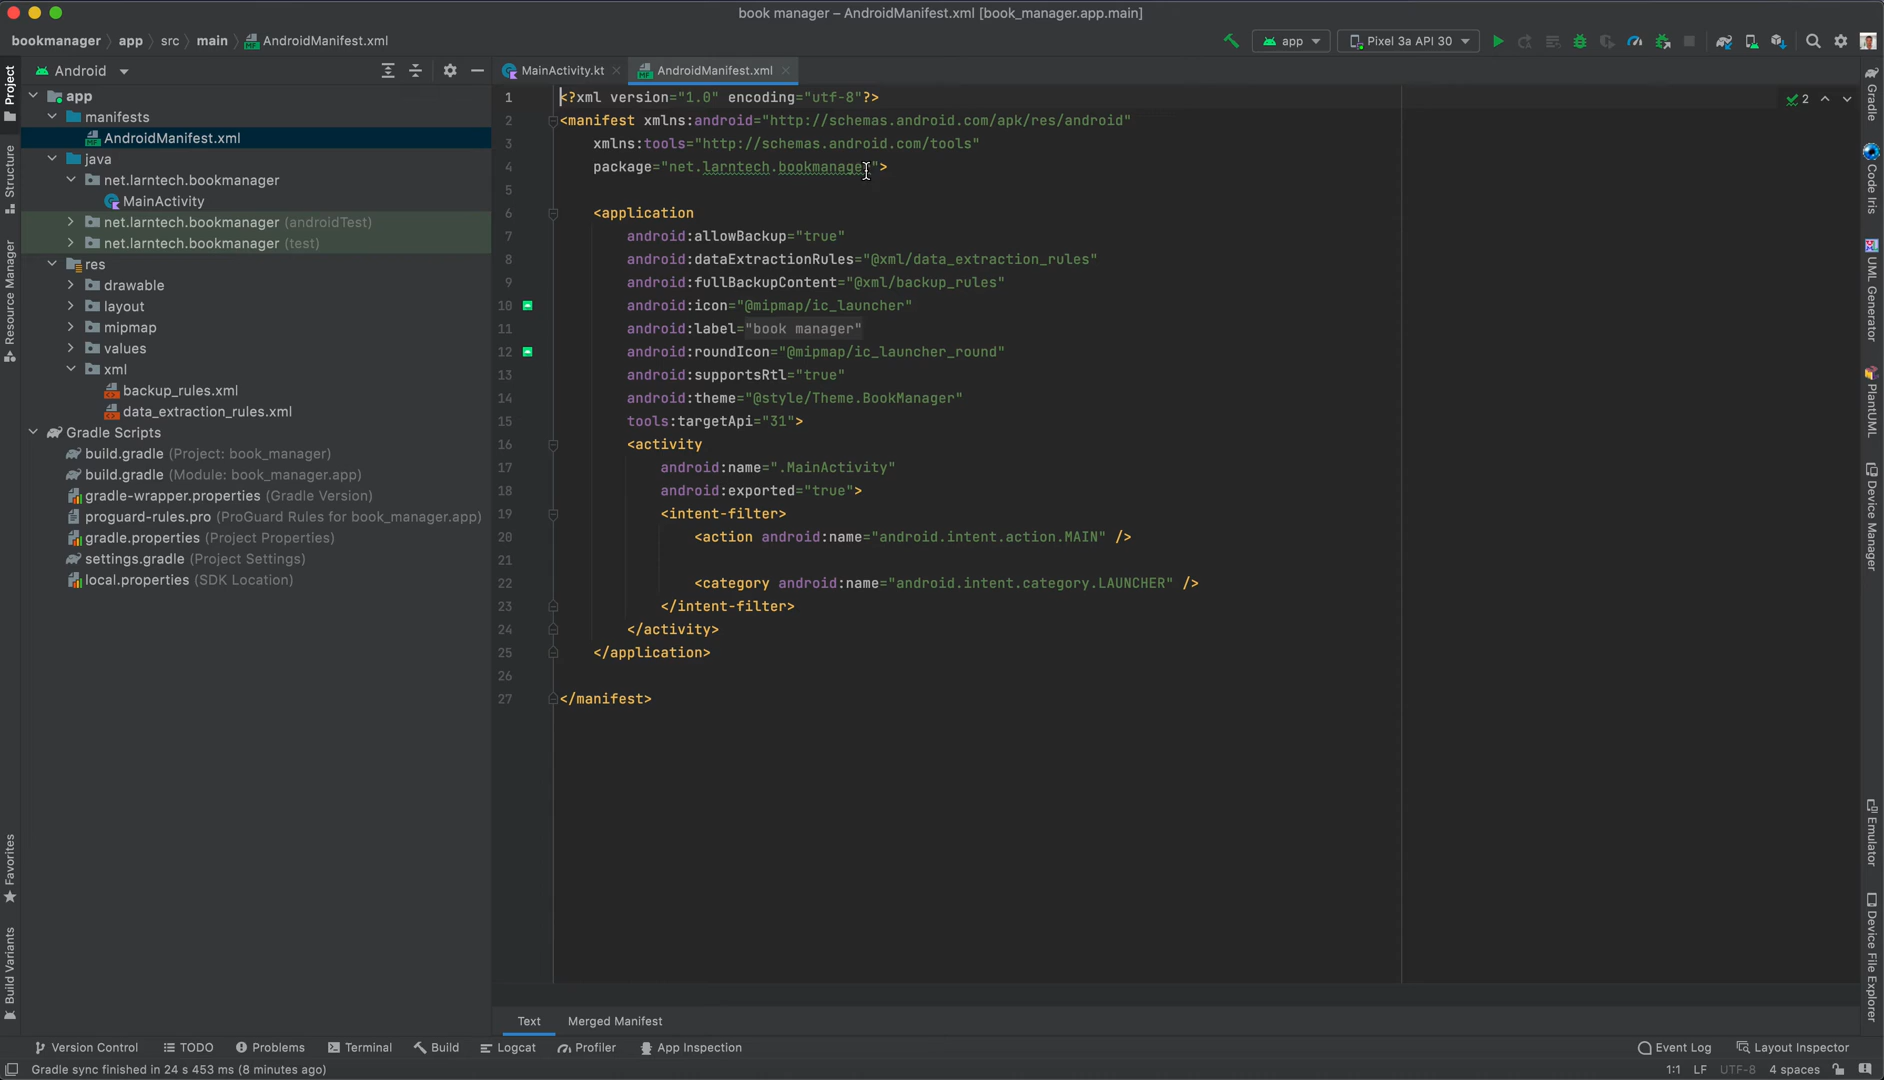 book manager – AndroidManifest.xml [book_manager.app.main]
bookmanager app src main AndroidManifest.xml
app Pixel 3a API 30
Project
Structure
Resource Manager
Favorites
Build Variants
Android
app
manifests
AndroidManifest.xml
java
net.larntech.bookmanager
MainActivity
net.larntech.bookmanager (androidTest)
net.larntech.bookmanager (test)
res
drawable
layout
mipmap
values
xml
backup_rules.xml
data_extraction_rules.xml
Gradle Scripts
build.gradle (Project: book_manager)
build.gradle (Module: book_manager.app)
gradle-wrapper.properties (Gradle Version)
proguard-rules.pro (ProGuard Rules for book_manager.app)
gradle.properties (Project Properties)
settings.gradle (Project Settings)
local.properties (SDK Location)
MainActivity.kt AndroidManifest.xml
2
1 <?xml version="1.0" encoding="utf-8"?>
2 <manifest xmlns:android="http://schemas.android.com/apk/res/android"
3 xmlns:tools="http://schemas.android.com/tools"
4 package="net.larntech.bookmanager">
5
6 <application
7 android:allowBackup="true"
8 android:dataExtractionRules="@xml/data_extraction_rules"
9 android:fullBackupContent="@xml/backup_rules"
10 android:icon="@mipmap/ic_launcher"
11 android:label="book manager"
12 android:roundIcon="@mipmap/ic_launcher_round"
13 android:supportsRtl="true"
14 android:theme="@style/Theme.BookManager"
15 tools:targetApi="31">
16 <activity
17 android:name=".MainActivity"
18 android:exported="true">
19 <intent-filter>
20 <action android:name="android.intent.action.MAIN" />
21
22 <category android:name="android.intent.category.LAUNCHER" />
23 </intent-filter>
24 </activity>
25 </application>
26
27 </manifest>
Gradle
Code Iris
UML Generator
PlantUML
Device Manager
Emulator
Device File Explorer
Text Merged Manifest
Version Control TODO Problems Terminal Build Logcat Profiler App Inspection Event Log Layout Inspector
Gradle sync finished in 24 s 453 ms (8 minutes ago) 1:1 LF UTF-8 4 spaces